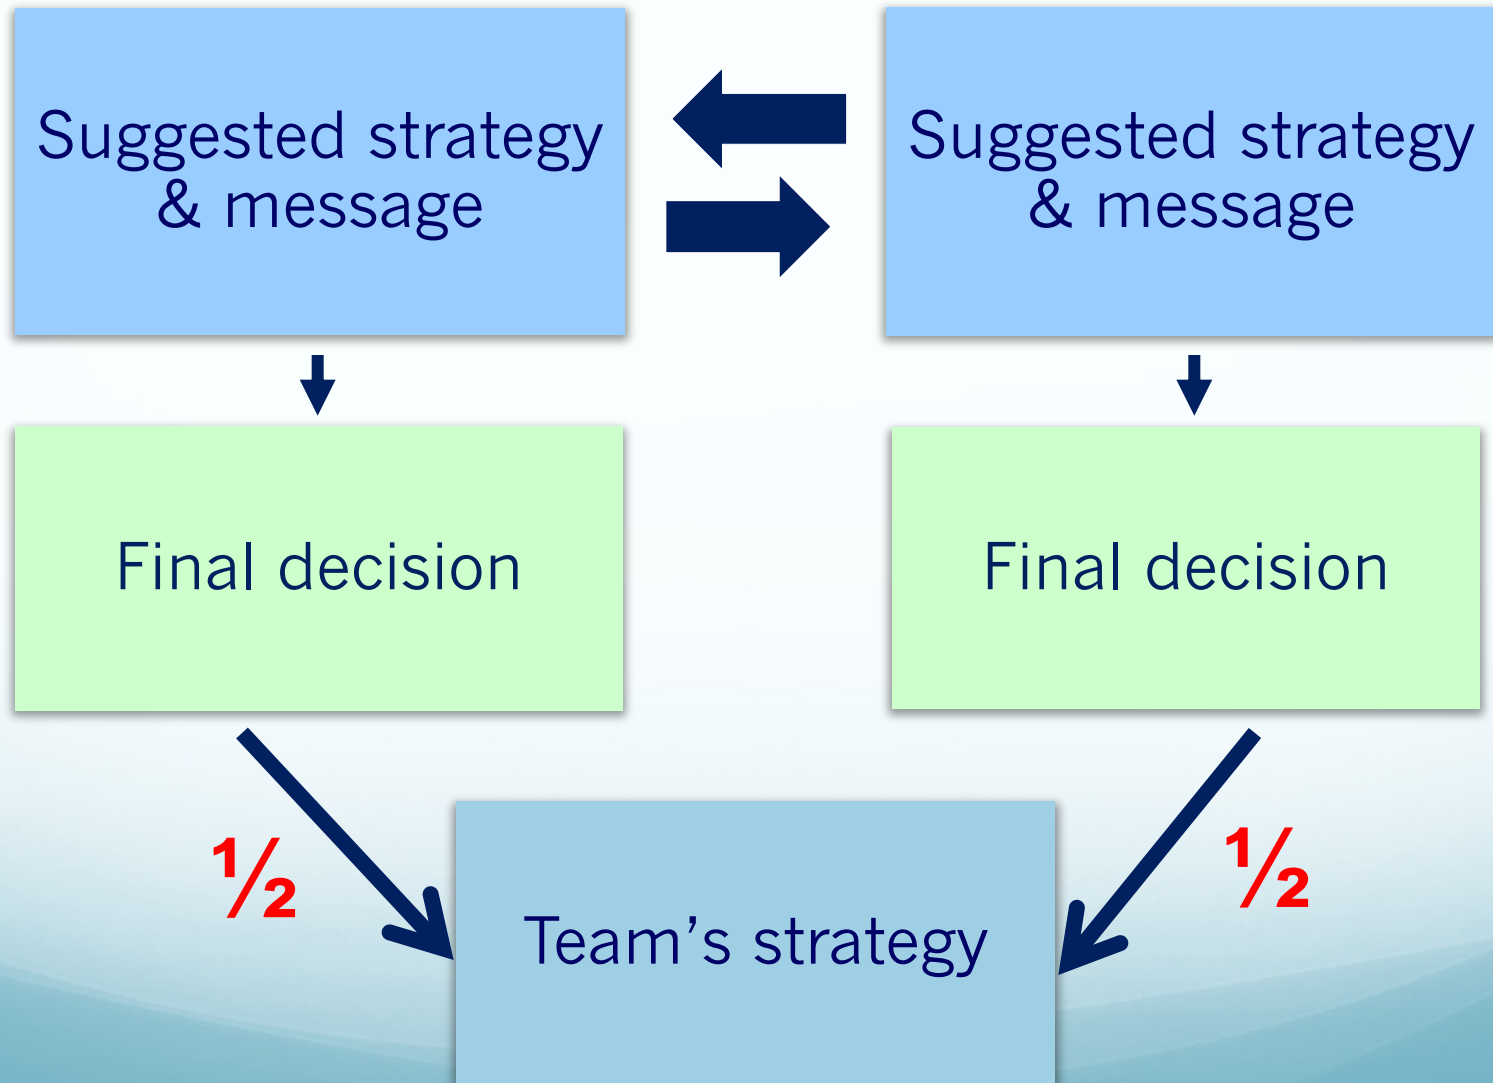 Suggested strategy
& message
Suggested strategy
& message
Final decision
Final decision
½
½
Team’s strategy